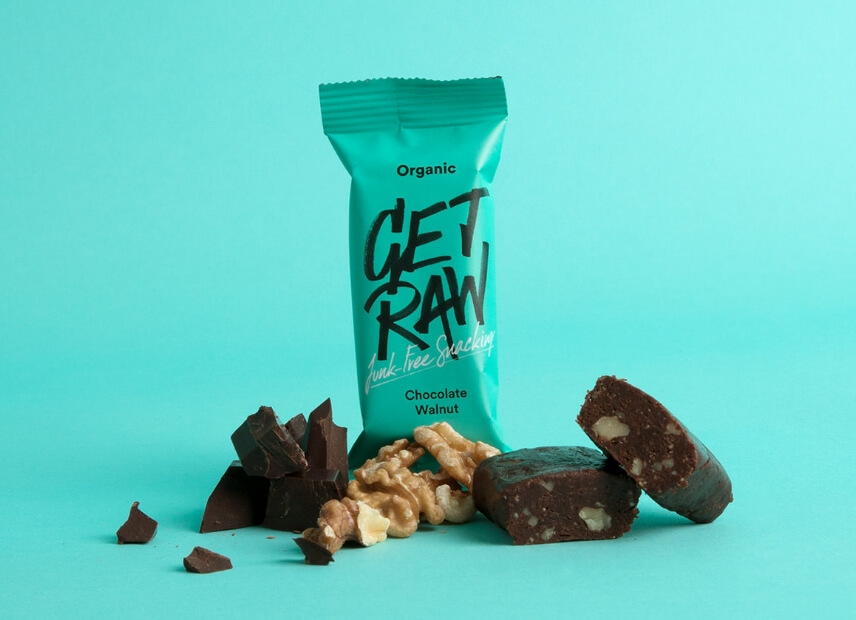 Organic
GET
RAW
Junk-Free Snacking
Chocolate
Walnut